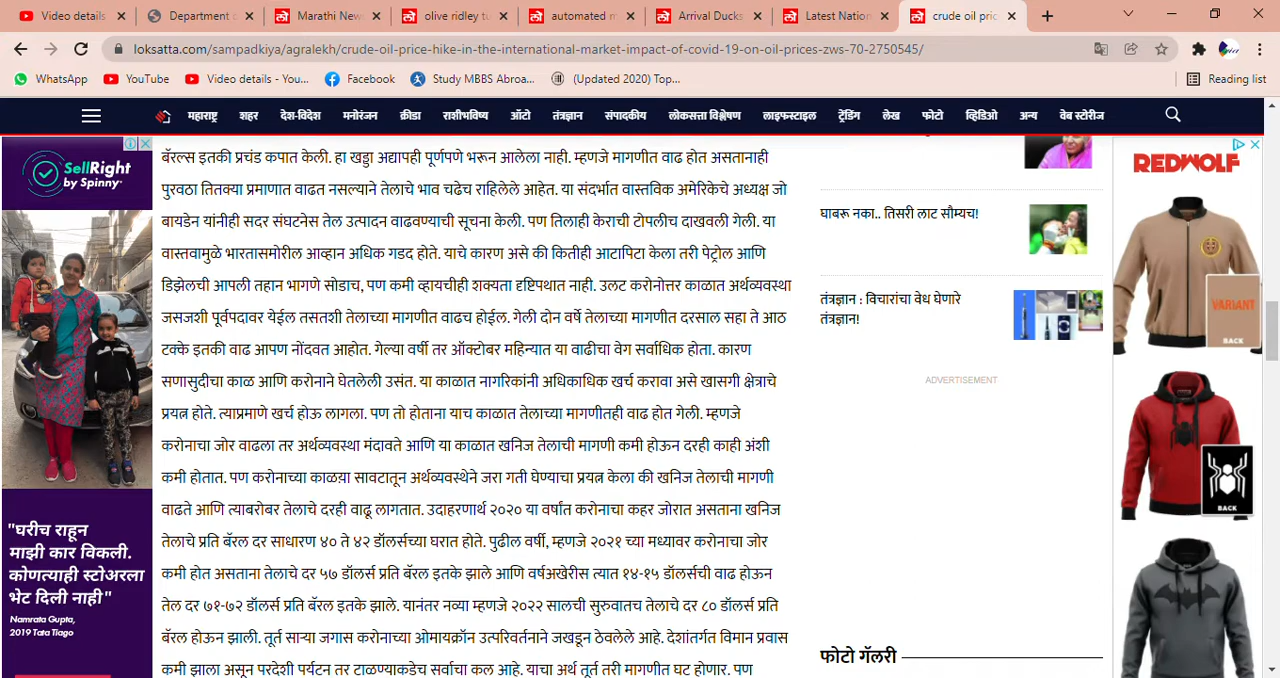 Video details
Department o
Marathi New
olive ridley tu
automated m
Arrival Ducks
Latest Nation
crude oil pric
loksatta.com/sampadkiya/agralekh/crude-oil-price-hike-in-the-international-market-impact-of-covid-19-on-oil-prices-zws-70-2750545/
WhatsApp
YouTube
Video details - You...
Facebook
Study MBBS Abroa...
(Updated 2020) Top...
Reading list
महाराष्ट्र
शहर
देश-विदेश
मनोरंजन
क्रीडा
राशीभविष्य
ऑटो
तंत्रज्ञान
संपादकीय
लोकसत्ता विश्लेषण
लाइफस्टाइल
ट्रेंडिंग
लेख
फोटो
व्हिडिओ
अन्य
वेब स्टोरीज
SellRight
by Spinny
"घरीच राहून
माझी कार विकली.
कोणत्याही स्टोअरला
भेट दिली नाही"
Namrata Gupta,
2019 Tata Tiago
बॅरल्स इतकी प्रचंड कपात केली. हा खड्डा अद्यापही पूर्णपणे भरून आलेला नाही. म्हणजे मागणीत वाढ होत असतानाही
पुरवठा तितक्या प्रमाणात वाढत नसल्याने तेलाचे भाव चढेच राहिलेले आहेत. या संदर्भात वास्तविक अमेरिकेचे अध्यक्ष जो
बायडेन यांनीही सदर संघटनेस तेल उत्पादन वाढवण्याची सूचना केली. पण तिलाही केराची टोपलीच दाखवली गेली. या
वास्तवामुळे भारतासमोरील आव्हान अधिक गडद होते. याचे कारण असे की कितीही आटापिटा केला तरी पेट्रोल आणि
डिझेलची आपली तहान भागणे सोडाच, पण कमी व्हायचीही शक्यता दृष्टिपथात नाही. उलट करोनोत्तर काळात अर्थव्यवस्था
जसजशी पूर्वपदावर येईल तसतशी तेलाच्या मागणीत वाढच होईल. गेली दोन वर्षे तेलाच्या मागणीत दरसाल सहा ते आठ
टक्के इतकी वाढ आपण नोंदवत आहोत. गेल्या वर्षी तर ऑक्टोबर महिन्यात या वाढीचा वेग सर्वाधिक होता. कारण
सणासुदीचा काळ आणि करोनाने घेतलेली उसंत. या काळात नागरिकांनी अधिकाधिक खर्च करावा असे खासगी क्षेत्राचे
प्रयत्न होते. त्याप्रमाणे खर्च होऊ लागला. पण तो होताना याच काळात तेलाच्या मागणीतही वाढ होत गेली. म्हणजे
करोनाचा जोर वाढला तर अर्थव्यवस्था मंदावते आणि या काळात खनिज तेलाची मागणी कमी होऊन दरही काही अंशी
कमी होतात. पण करोनाच्या काळय़ा सावटातून अर्थव्यवस्थेने जरा गती घेण्याचा प्रयत्न केला की खनिज तेलाची मागणी
वाढते आणि त्याबरोबर तेलाचे दरही वाढू लागतात. उदाहरणार्थ २०२० या वर्षात करोनाचा कहर जोरात असताना खनिज
तेलाचे प्रति बॅरल दर साधारण ४० ते ४२ डॉलर्सच्या घरात होते. पुढील वर्षी, म्हणजे २०२१ च्या मध्यावर करोनाचा जोर
कमी होत असताना तेलाचे दर ५७ डॉलर्स प्रति बॅरल इतके झाले आणि वर्षअखेरीस त्यात १४-१५ डॉलर्सची वाढ होऊन
तेल दर ७१-७२ डॉलर्स प्रति बॅरल इतके झाले. यानंतर नव्या म्हणजे २०२२ सालची सुरुवातच तेलाचे दर ८० डॉलर्स प्रति
बॅरल होऊन झाली. तूर्त साऱ्या जगास करोनाच्या ओमायक्रॉन उत्परिवर्तनाने जखडून ठेवलेले आहे. देशांतर्गत विमान प्रवास
कमी झाला असून परदेशी पर्यटन तर टाळण्याकडेच सर्वाचा कल आहे. याचा अर्थ तूर्त तरी मागणीत घट होणार. पण
घाबरू नका.. तिसरी लाट सौम्यच!
तंत्रज्ञान : विचारांचा वेध घेणारे
तंत्रज्ञान!
ADVERTISEMENT
फोटो गॅलरी
REDWOLF
VARIANT
BACK
BACK